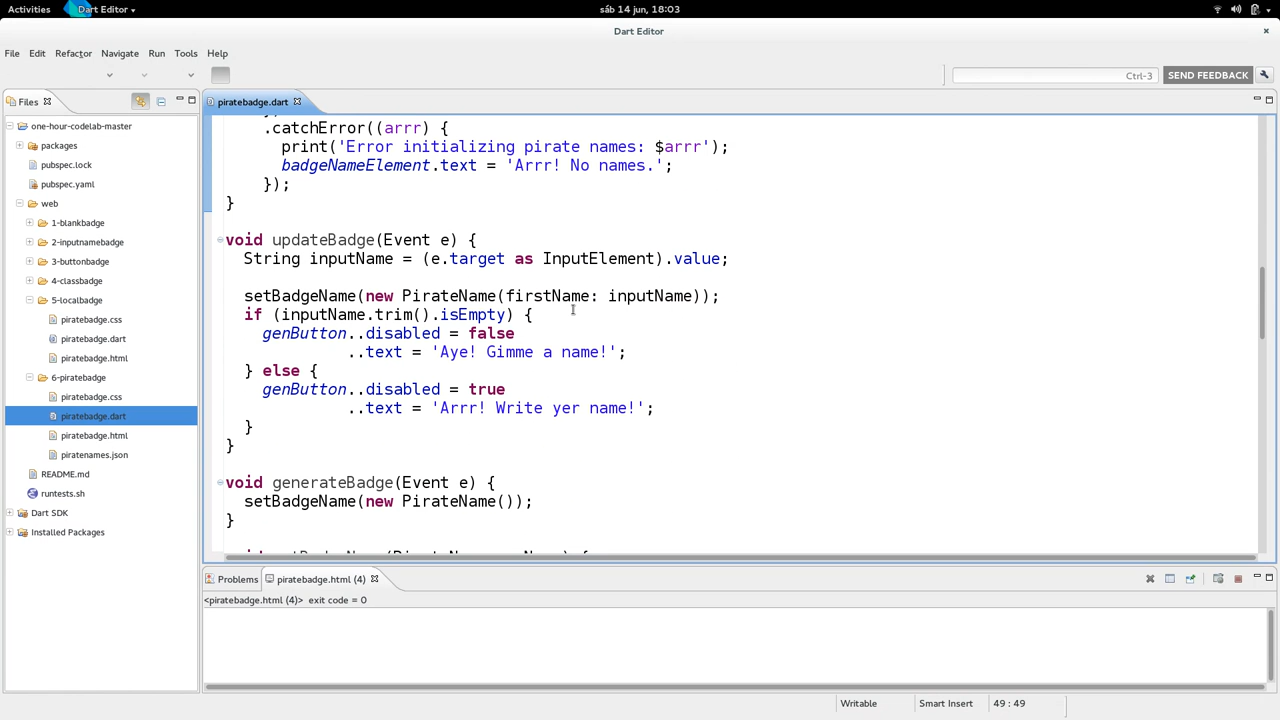 Activities
Dart Editor
sáb 14 jun, 18:03
Dart Editor
File Edit Refactor Navigate Run Tools Help
Ctrl-3
SEND FEEDBACK
Files
piratebadge.dart
one-hour-codelab-master
packages
pubspec.lock
pubspec.yaml
web
1-blankbadge
2-inputnamebadge
3-buttonbadge
4-classbadge
5-localbadge
piratebadge.css
piratebadge.dart
piratebadge.html
6-piratebadge
piratebadge.css
piratebadge.dart
piratebadge.html
piratenames.json
README.md
runtests.sh
Dart SDK
Installed Packages
.catchError((arrr) {
print('Error initializing pirate names: $arrr');
badgeNameElement.text = 'Arrr! No names.';
});
}
void updateBadge(Event e) {
String inputName = (e.target as InputElement).value;
setBadgeName(new PirateName(firstName: inputName));
if (inputName.trim().isEmpty) {
genButton..disabled = false
..text = 'Aye! Gimme a name!';
} else {
genButton..disabled = true
..text = 'Arrr! Write yer name!';
}
}
void generateBadge(Event e) {
setBadgeName(new PirateName());
}
Problems
piratebadge.html (4)
<piratebadge.html (4)> exit code = 0
Writable
Smart Insert
49 : 49